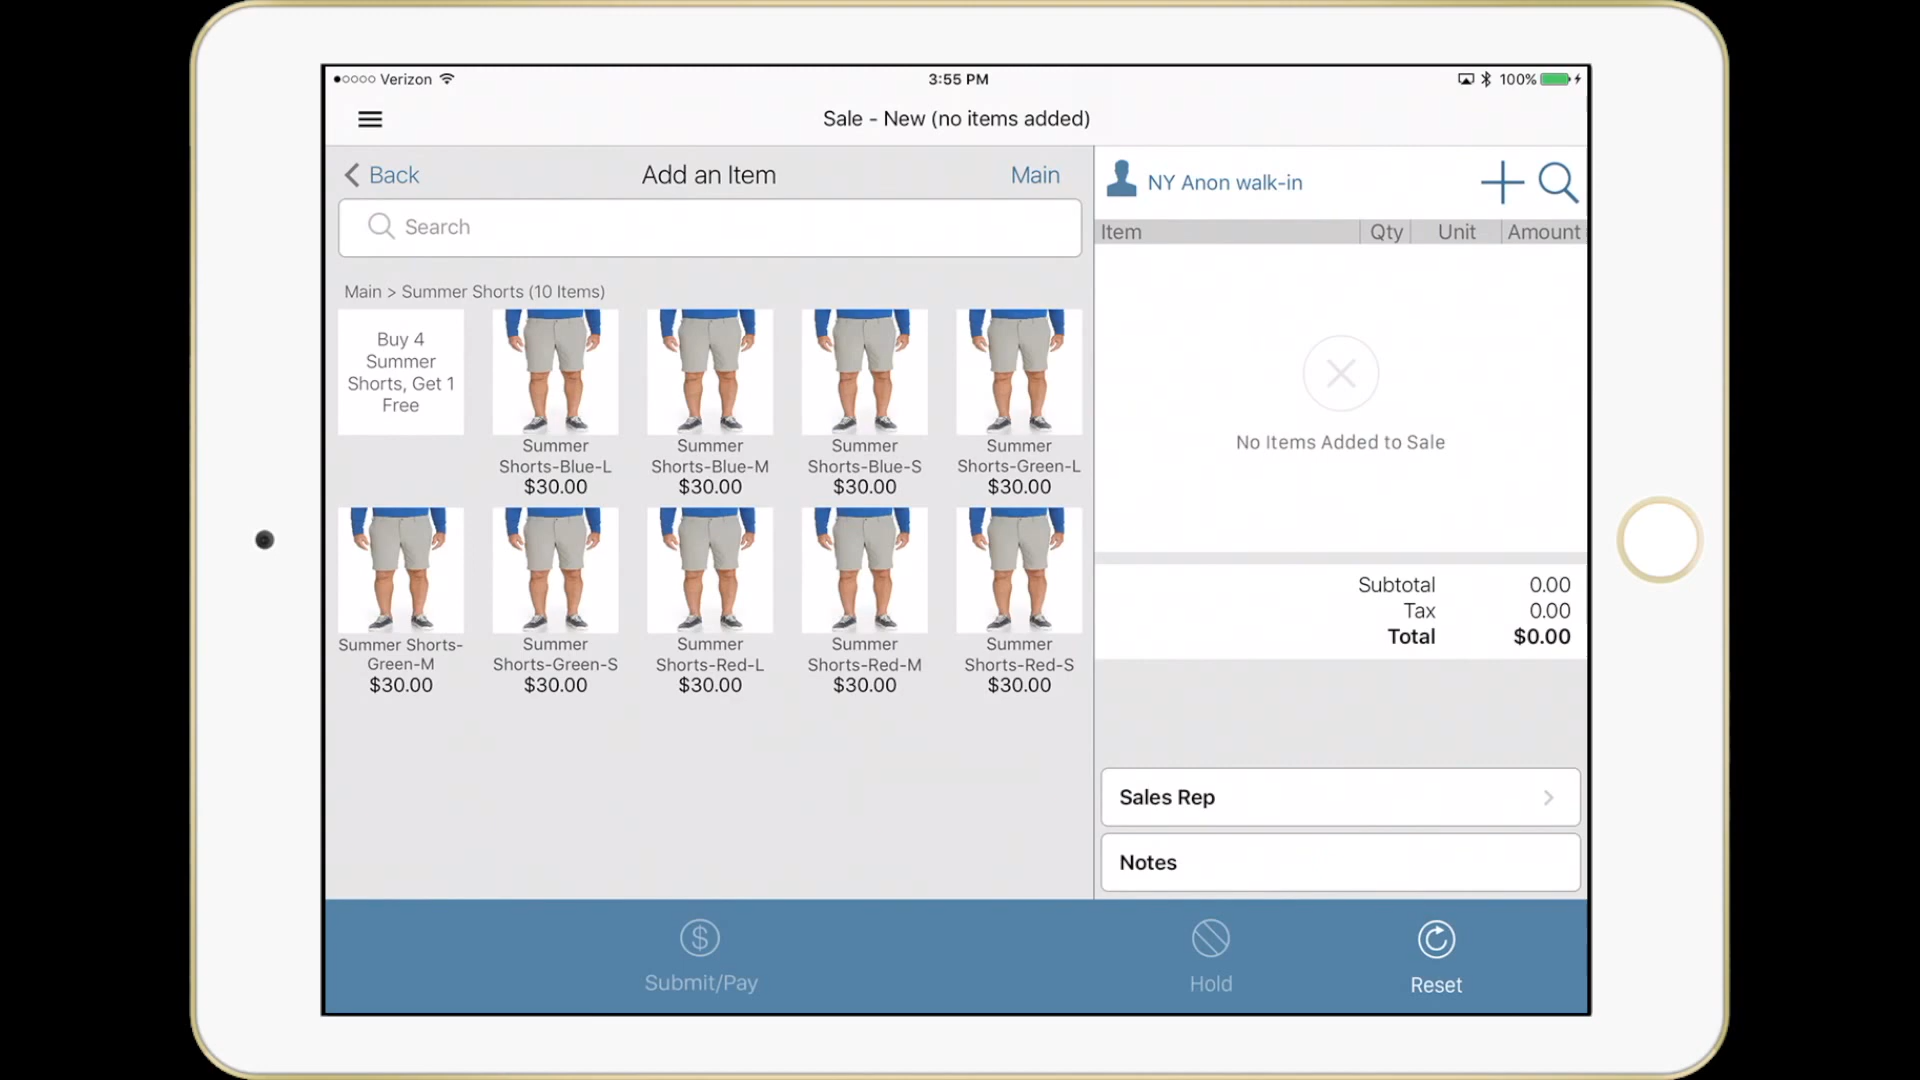 Verizon
3:55 PM
100%
Sale - New (no items added)
Back
Add an Item
Main
Search
Main > Summer Shorts (10 Items)
Buy 4
Summer
Shorts, Get 1
Free
Summer
Shorts-Blue-L
$30.00
Summer
Shorts-Blue-M
$30.00
Summer
Shorts-Blue-S
$30.00
Summer
Shorts-Green-L
$30.00
Summer Shorts-
Green-M
$30.00
Summer
Shorts-Green-S
$30.00
Summer
Shorts-Red-L
$30.00
Summer
Shorts-Red-M
$30.00
Summer
Shorts-Red-S
$30.00
NY Anon walk-in
Item Qty Unit Amount
No Items Added to Sale
Subtotal 0.00
Tax 0.00
Total $0.00
Sales Rep
Notes
Submit/Pay
Hold
Reset